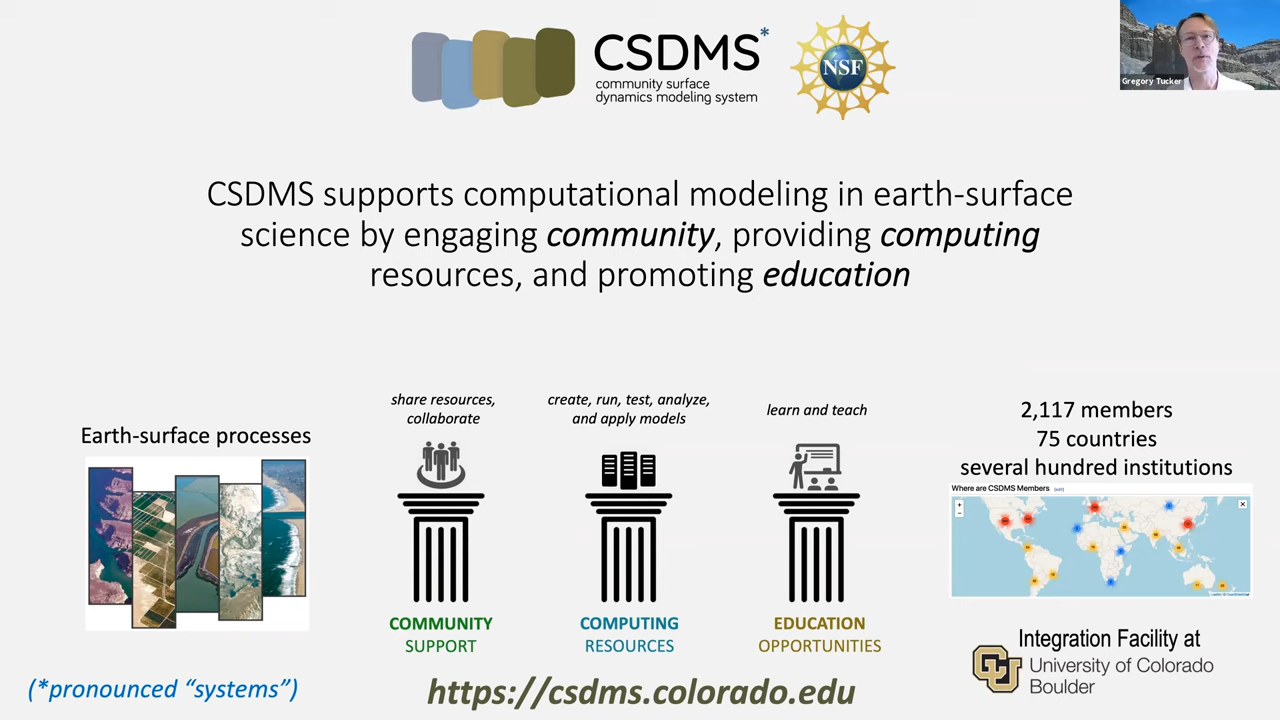 CSDMS*
community surface
dynamics modeling system
NSF
Gregory Tucker
CSDMS supports computational modeling in earth-surface
science by engaging community, providing computing
resources, and promoting education
Earth-surface processes
share resources,
collaborate
COMMUNITY
SUPPORT
create, run, test, analyze,
and apply models
COMPUTING
RESOURCES
learn and teach
EDUCATION
OPPORTUNITIES
2,117 members
75 countries
several hundred institutions
Where are CSDMS Members [edit]
Integration Facility at
CU
University of Colorado
Boulder
(*pronounced “systems”)
https://csdms.colorado.edu